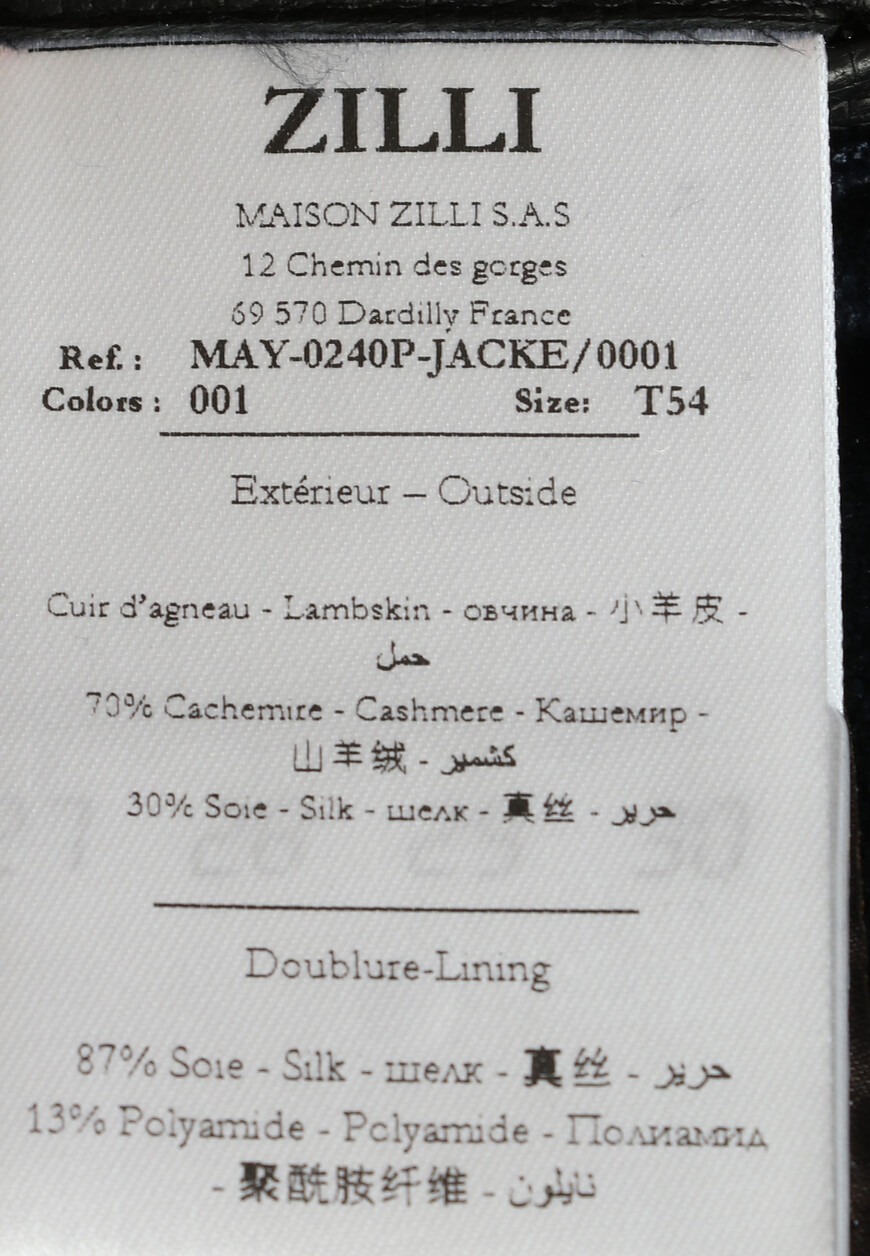 ZILLI
MAISON ZILLI S.A.S
12 Chemin des gorges
69 570 Dardilly France
Ref. : MAY-0240P-JACKE/0001
Colors : 001 Size: T54
Extérieur – Outside
Cuir d’agneau - Lambskin - овчина - 小羊皮 -
حمل
70% Cachemire - Cashmere - Кашемир -
山羊绒 - كشمير
30% Soie - Silk - шелк - 真丝 - حرير
Doublure-Lining
87% Soie - Silk - шелк - 真丝 - حرير
13% Polyamide - Polyamide - Полиамид
- 聚酰胺纤维 - نايلون